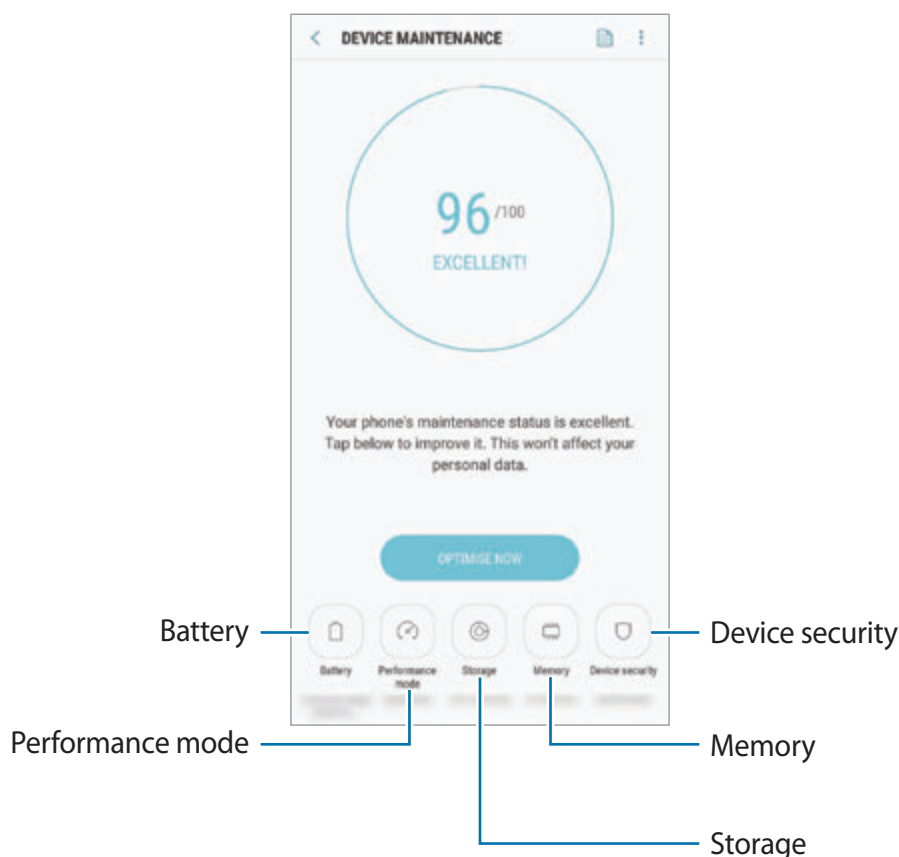 DEVICE MAINTENANCE
96 /100
EXCELLENT!
Your phone's maintenance status is excellent.
Tap below to improve it. This won't affect your
personal data.
OPTIMISE NOW
Battery
Device security
Battery
Performance
mode
Storage
Memory
Device security
Performance mode
Memory
Storage